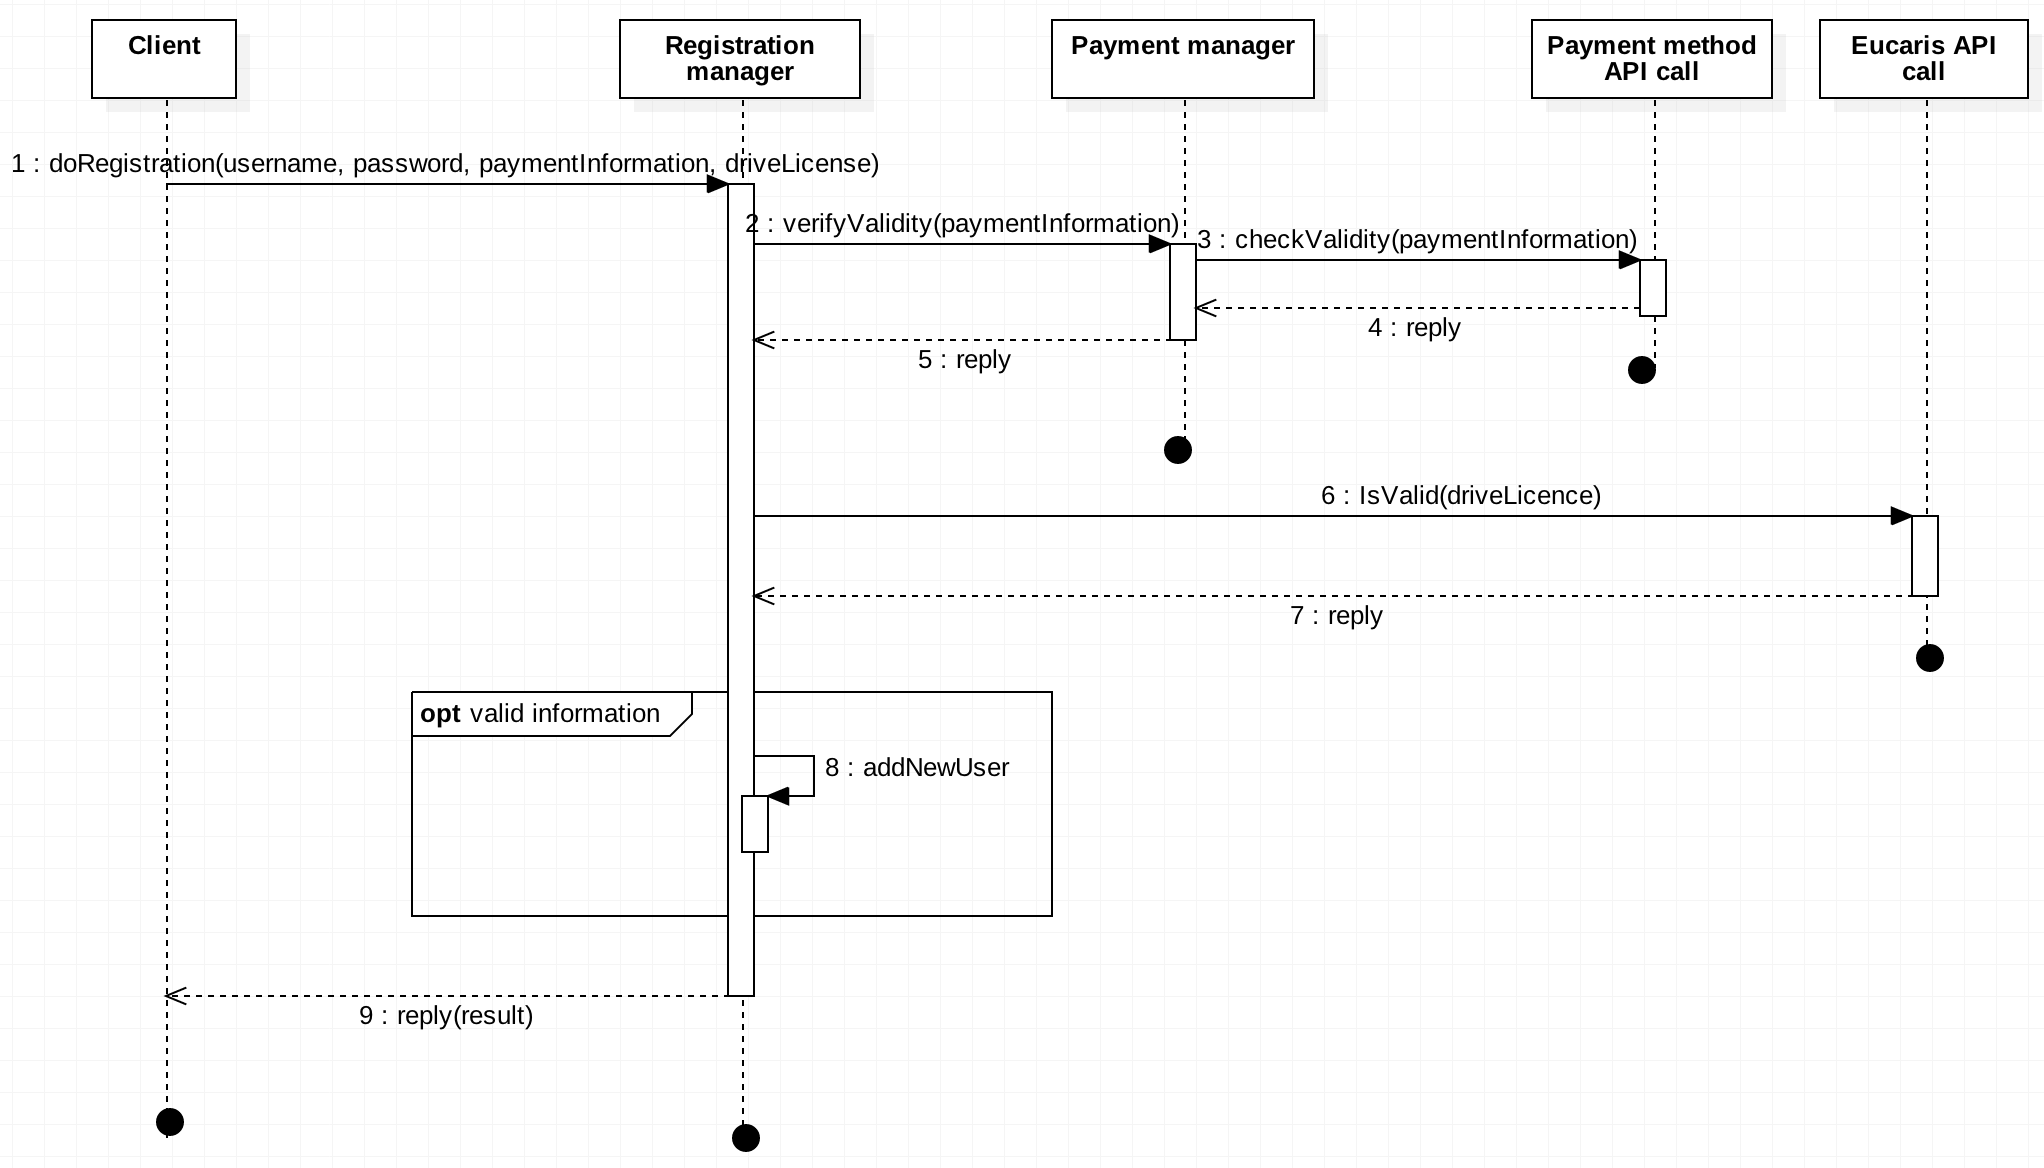 Client
Registration
manager
Payment manager
Payment method
API call
Eucaris API
call
1 : doRegistration(username, password, paymentInformation, driveLicense)
2 : verifyValidity(paymentInformation)
3 : checkValidity(paymentInformation)
4 : reply
5 : reply
6 : IsValid(driveLicence)
7 : reply
opt valid information
8 : addNewUser
9 : reply(result)